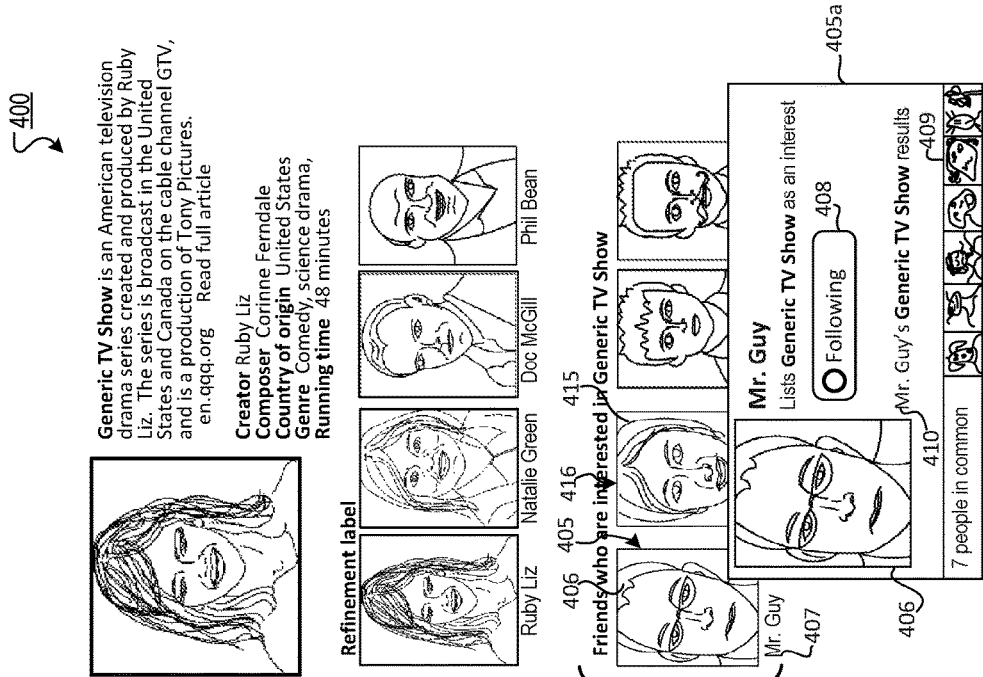 400
Generic TV Show is an American television
drama series created and produced by Ruby
Liz. The series is broadcast in the United
States and Canada on the cable channel GTV,
and is a production of Tony Pictures.
en.qqq.org Read full article
Creator Ruby Liz
Composer Corinne Ferndale
Country of origin United States
Genre Comedy, science drama,
Running time 48 minutes
Refinement label
Ruby Liz Natalie Green Doc McGill Phil Bean
406 405 416 415
Friends who are interested in Generic TV Show
Mr. Guy
407
405a
Mr. Guy
Lists Generic TV Show as an interest
Following
408
410
Mr. Guy's Generic TV Show results
409
7 people in common
406